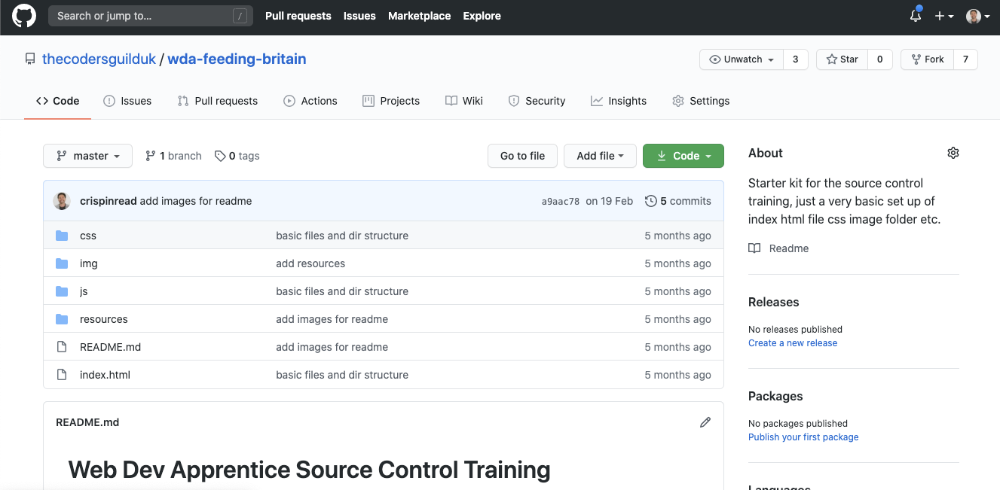 Search or jump to… /
Pull requests Issues Marketplace Explore
thecodersguilduk / wda-feeding-britain
Unwatch 3 Star 0 Fork 7
Code Issues Pull requests Actions Projects Wiki Security Insights Settings
master 1 branch 0 tags Go to file Add file Code
crispinread add images for readme a9aac78 on 19 Feb 5 commits
css basic files and dir structure 5 months ago
img add resources 5 months ago
js basic files and dir structure 5 months ago
resources add images for readme 5 months ago
README.md add images for readme 5 months ago
index.html basic files and dir structure 5 months ago
README.md
Web Dev Apprentice Source Control Training
About
Starter kit for the source control
training, just a very basic set up of
index html file css image folder etc.
Readme
Releases
No releases published
Create a new release
Packages
No packages published
Publish your first package
Languages